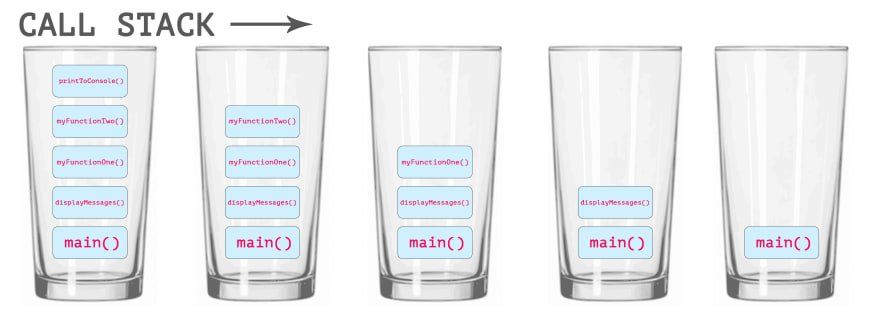 CALL STACK
printToConsole()
myFunctionTwo()
myFunctionOne()
displayMessages()
main()
myFunctionTwo()
myFunctionOne()
displayMessages()
main()
myFunctionOne()
displayMessages()
main()
displayMessages()
main()
main()